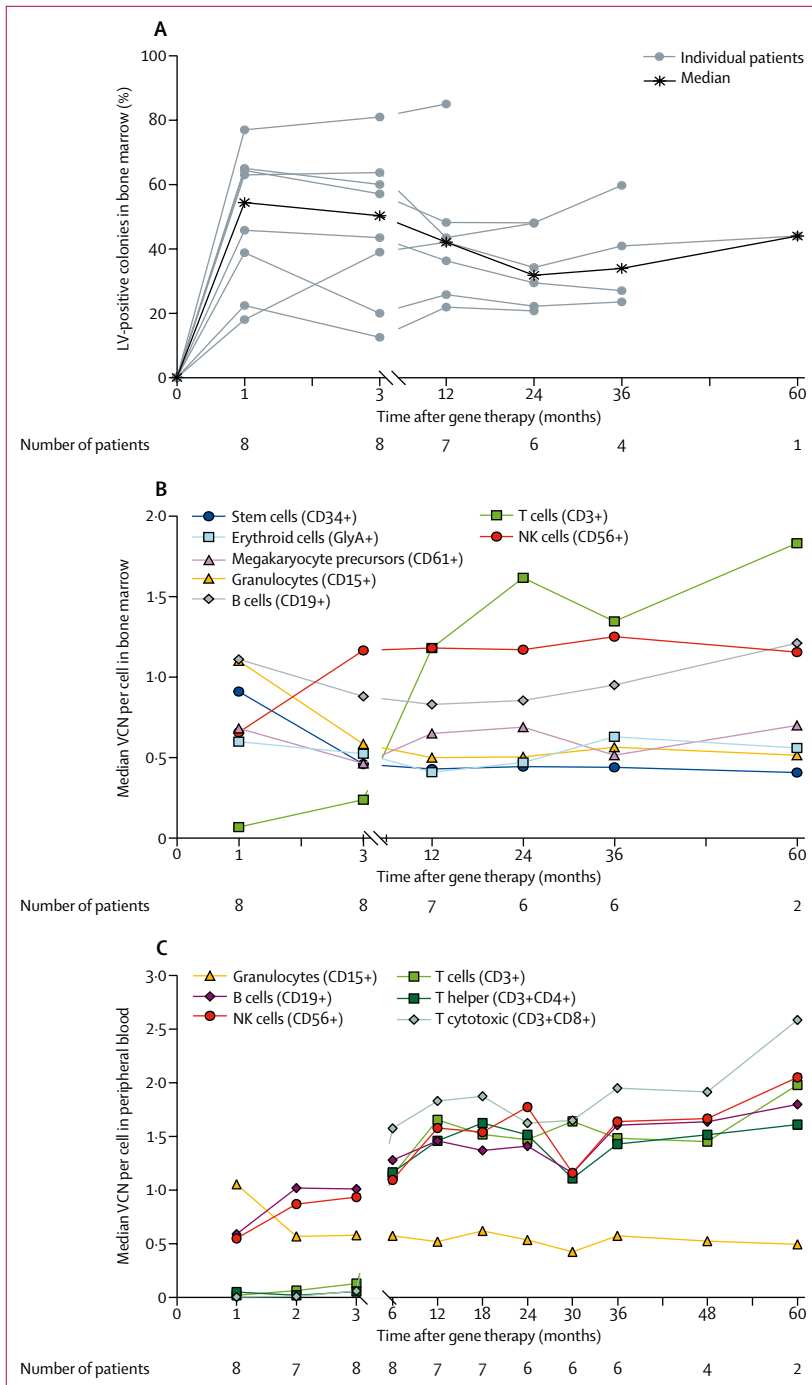 A
LV-positive colonies in bone marrow (%)
100
80
60
40
20
0
Individual patients
Median
0 1 3 12 24 36 60
Time after gene therapy (months)
Number of patients 8 8 7 6 4 1
B
Median VCN per cell in bone marrow
2·0
1·5
1·0
0·5
0
Stem cells (CD34+)
Erythroid cells (GlyA+)
Megakaryocyte precursors (CD61+)
Granulocytes (CD15+)
B cells (CD19+)
T cells (CD3+)
NK cells (CD56+)
0 1 3 12 24 36 60
Time after gene therapy (months)
Number of patients 8 8 7 6 6 2
C
Median VCN per cell in peripheral blood
3·0
2·5
2·0
1·5
1·0
0·5
0
Granulocytes (CD15+)
B cells (CD19+)
NK cells (CD56+)
T cells (CD3+)
T helper (CD3+CD4+)
T cytotoxic (CD3+CD8+)
0 1 2 3 6 12 18 24 30 36 48 60
Time after gene therapy (months)
Number of patients 8 7 8 8 7 7 6 6 6 4 2